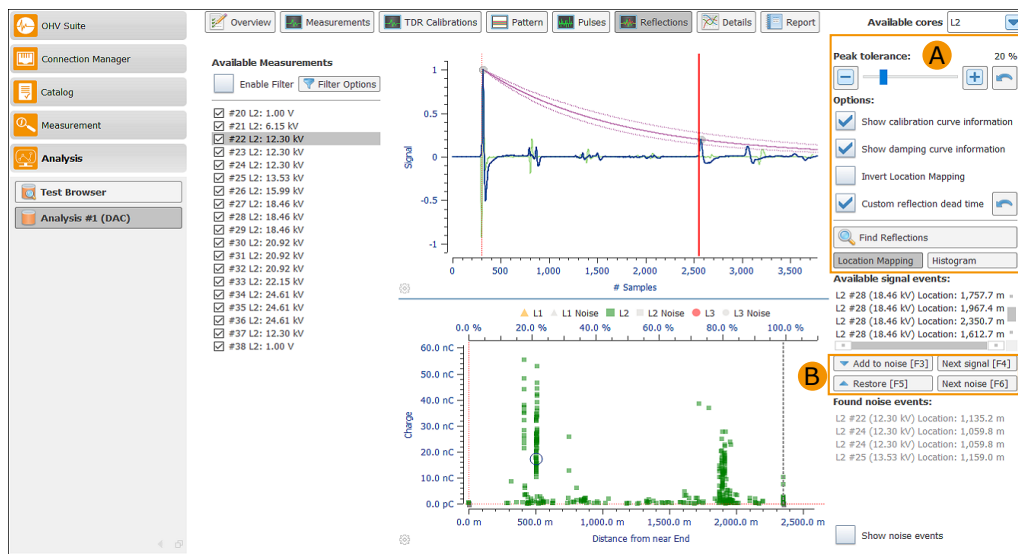 OHV Suite
Connection Manager
Catalog
Measurement
Analysis
Test Browser
Analysis #1 (DAC)
Overview
Measurements
TDR Calibrations
Pattern
Pulses
Reflections
Details
Report
Available cores L2
Available Measurements
Enable Filter
Filter Options
#20 L2: 1.00 V
#21 L2: 6.15 kV
#22 L2: 12.30 kV
#23 L2: 12.30 kV
#24 L2: 12.30 kV
#25 L2: 13.53 kV
#26 L2: 15.99 kV
#27 L2: 18.46 kV
#28 L2: 18.46 kV
#29 L2: 18.46 kV
#30 L2: 20.92 kV
#31 L2: 20.92 kV
#32 L2: 20.92 kV
#33 L2: 22.15 kV
#34 L2: 24.61 kV
#35 L2: 24.61 kV
#36 L2: 24.61 kV
#37 L2: 12.30 kV
#38 L2: 1.00 V
Signal
1
0.5
0
-0.5
-1
0 500 1,000 1,500 2,000 2,500 3,000 3,500
# Samples
L1 L1 Noise L2 L2 Noise L3 L3 Noise
0.0 % 20.0 % 40.0 % 60.0 % 80.0 % 100.0 %
Charge
60.0 nC
50.0 nC
40.0 nC
30.0 nC
20.0 nC
10.0 nC
0.0 pC
0.0 m 500.0 m 1,000.0 m 1,500.0 m 2,000.0 m 2,500.0 m
Distance from near End
A
Peak tolerance: 20 %
Options:
Show calibration curve information
Show damping curve information
Invert Location Mapping
Custom reflection dead time
Find Reflections
Location Mapping
Histogram
Available signal events:
L2 #28 (18.46 kV) Location: 1,757.7 m
L2 #28 (18.46 kV) Location: 1,967.4 m
L2 #28 (18.46 kV) Location: 2,350.7 m
L2 #28 (18.46 kV) Location: 1,612.7 m
B
Add to noise [F3]
Next signal [F4]
Restore [F5]
Next noise [F6]
Found noise events:
L2 #22 (12.30 kV) Location: 1,135.2 m
L2 #24 (12.30 kV) Location: 1,059.8 m
L2 #24 (12.30 kV) Location: 1,059.8 m
L2 #25 (13.53 kV) Location: 1,159.0 m
Show noise events